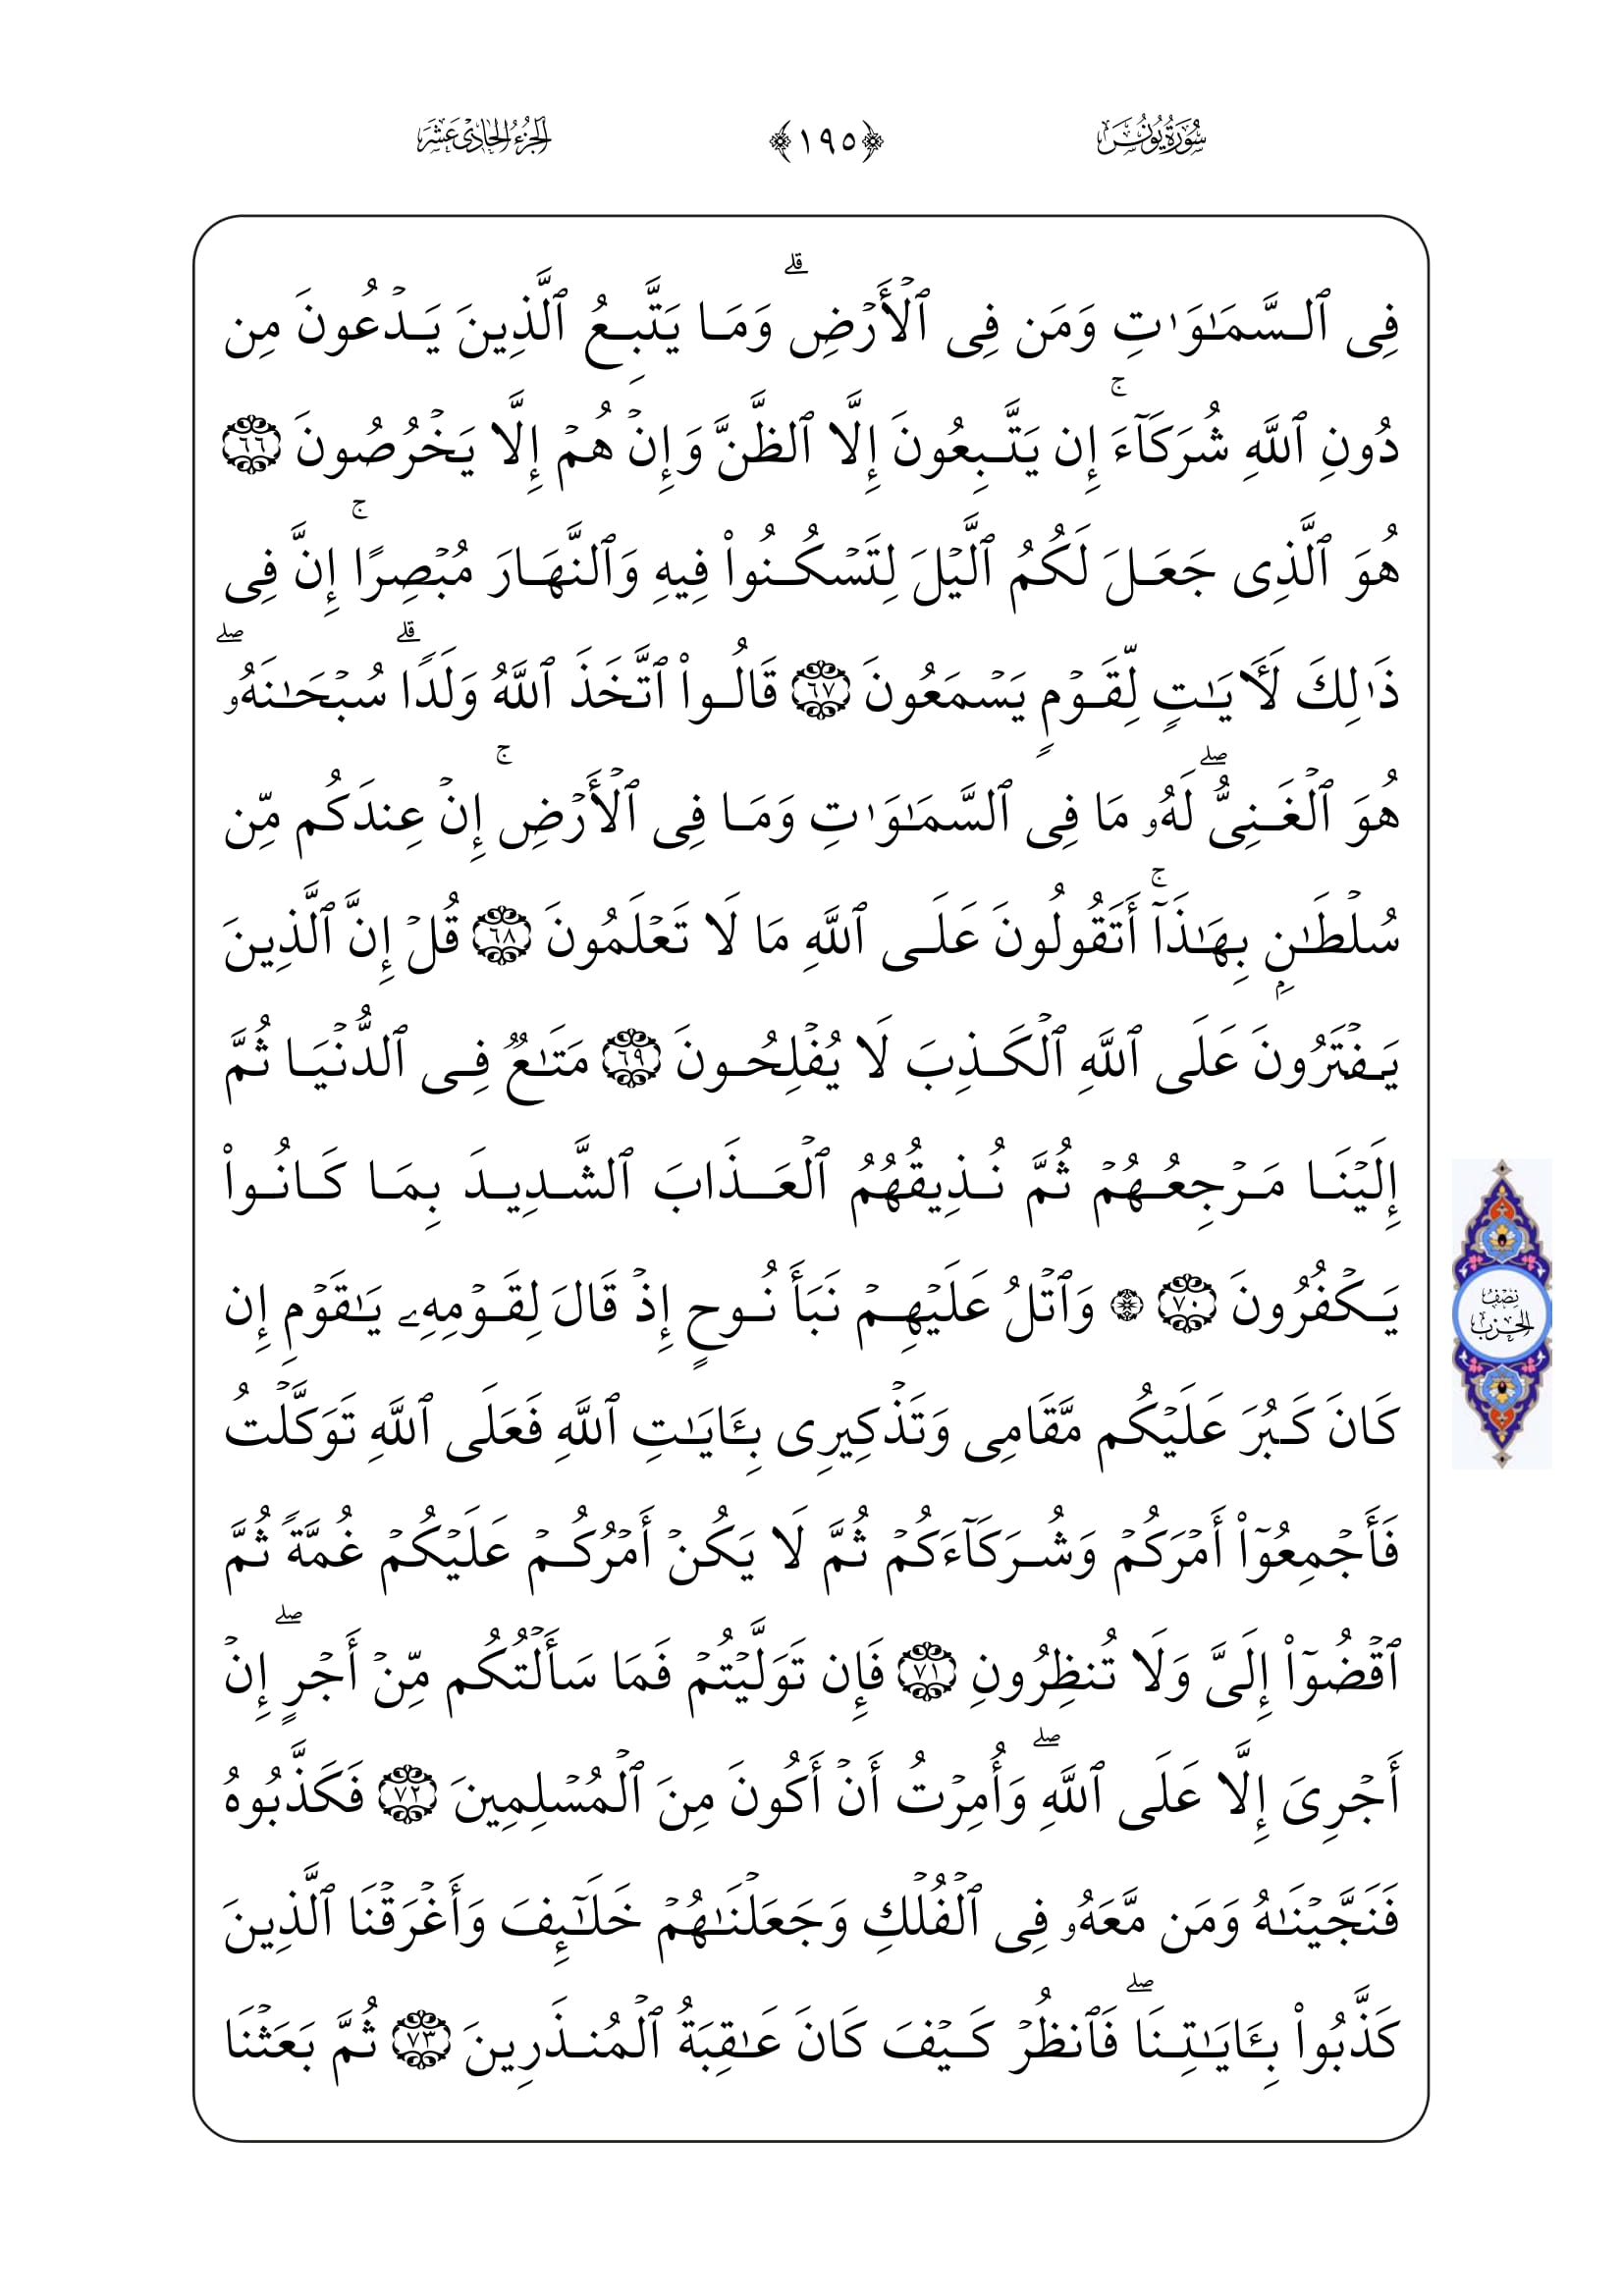 سُورَةُ يُونُسَ
﴿١٩٥﴾
الجُزْءُ الحَادِى عَشَرَ
فِى ٱلسَّمَـٰوَٰتِ وَمَن فِى ٱلۡأَرۡضِۗ وَمَا يَتَّبِعُ ٱلَّذِينَ يَدۡعُونَ مِن
دُونِ ٱللَّهِ شُرَكَآءَۚ إِن يَتَّبِعُونَ إِلَّا ٱلظَّنَّ وَإِنۡ هُمۡ إِلَّا يَخۡرُصُونَ ٦٦
هُوَ ٱلَّذِى جَعَلَ لَكُمُ ٱلَّيۡلَ لِتَسۡكُنُوا۟ فِيهِ وَٱلنَّهَارَ مُبۡصِرًاۚ إِنَّ فِى
ذَٰلِكَ لَـَٔايَـٰتٍ لِّقَوۡمٍ يَسۡمَعُونَ ٦٧ قَالُوا۟ ٱتَّخَذَ ٱللَّهُ وَلَدًاۗ سُبۡحَـٰنَهُۥۖ
هُوَ ٱلۡغَنِىُّۖ لَهُۥ مَا فِى ٱلسَّمَـٰوَٰتِ وَمَا فِى ٱلۡأَرۡضِۚ إِنۡ عِندَكُم مِّن
سُلۡطَـٰنِۭ بِهَـٰذَآۚ أَتَقُولُونَ عَلَى ٱللَّهِ مَا لَا تَعۡلَمُونَ ٦٨ قُلۡ إِنَّ ٱلَّذِينَ
يَفۡتَرُونَ عَلَى ٱللَّهِ ٱلۡكَذِبَ لَا يُفۡلِحُونَ ٦٩ مَتَـٰعٌ فِى ٱلدُّنۡيَا ثُمَّ
إِلَيۡنَا مَرۡجِعُهُمۡ ثُمَّ نُذِيقُهُمُ ٱلۡعَذَابَ ٱلشَّدِيدَ بِمَا كَانُوا۟
يَكۡفُرُونَ ٧٠ ۞ وَٱتۡلُ عَلَيۡهِمۡ نَبَأَ نُوحٍ إِذۡ قَالَ لِقَوۡمِهِۦ يَـٰقَوۡمِ إِن
كَانَ كَبُرَ عَلَيۡكُم مَّقَامِى وَتَذۡكِيرِى بِـَٔايَـٰتِ ٱللَّهِ فَعَلَى ٱللَّهِ تَوَكَّلۡتُ
فَأَجۡمِعُوٓا۟ أَمۡرَكُمۡ وَشُرَكَآءَكُمۡ ثُمَّ لَا يَكُنۡ أَمۡرُكُمۡ عَلَيۡكُمۡ غُمَّةً ثُمَّ
ٱقۡضُوٓا۟ إِلَىَّ وَلَا تُنظِرُونِ ٧١ فَإِن تَوَلَّيۡتُمۡ فَمَا سَأَلۡتُكُم مِّنۡ أَجۡرٍۖ إِنۡ
أَجۡرِىَ إِلَّا عَلَى ٱللَّهِۖ وَأُمِرۡتُ أَنۡ أَكُونَ مِنَ ٱلۡمُسۡلِمِينَ ٧٢ فَكَذَّبُوهُ
فَنَجَّيۡنَـٰهُ وَمَن مَّعَهُۥ فِى ٱلۡفُلۡكِ وَجَعَلۡنَـٰهُمۡ خَلَـٰٓئِفَ وَأَغۡرَقۡنَا ٱلَّذِينَ
كَذَّبُوا۟ بِـَٔايَـٰتِنَاۖ فَٱنظُرۡ كَيۡفَ كَانَ عَـٰقِبَةُ ٱلۡمُنذَرِينَ ٧٣ ثُمَّ بَعَثۡنَا
نِصْفُ
الحِزْبِ